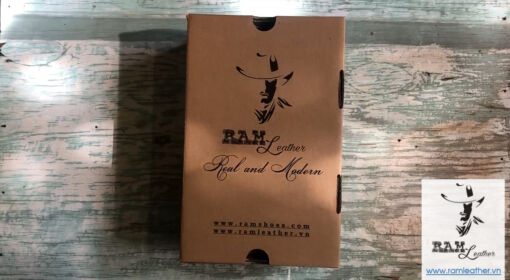 RAM Leather
Real and Modern
www.ramshoes.com
www.ramleather.vn
RAM Leather
www.ramleather.vn